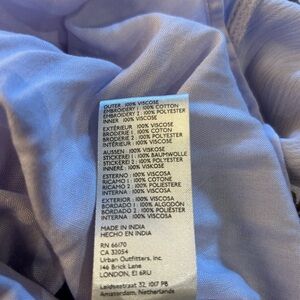 OUTER : 100% VISCOSE
EMBROIDERY 1 : 100% COTTON
EMBROIDERY 2 : 100% POLYESTER
INNER : 100% VISCOSE
EXTÉRIEUR : 100% VISCOSE
BRODERIE 1 : 100% COTON
BRODERIE 2 : 100% POLYESTER
INTÉRIEUR : 100% VISCOSE
AUSSEN : 100% VISKOSE
STICKEREI 1 : 100% BAUMWOLLE
STICKEREI 2 : 100% POLYESTER
INNEN : 100% VISKOSE
ESTERNO : 100% VISCOSA
RICAMO 1 : 100% COTONE
RICAMO 2 : 100% POLIESTERE
INTERNO : 100% VISCOSA
EXTERIOR : 100% VISCOSA
BORDADO 1 : 100% ALGODÓN
BORDADO 2 : 100% POLIÉSTER
INTERIOR : 100% VISCOSA
MADE IN INDIA
HECHO EN INDIA
RN 66170
CA 33054
Urban Outfitters, Inc.
146 Brick Lane
LONDON, E1 6RU
Leidsestraat 32, 1017 PB
Amsterdam, Netherlands